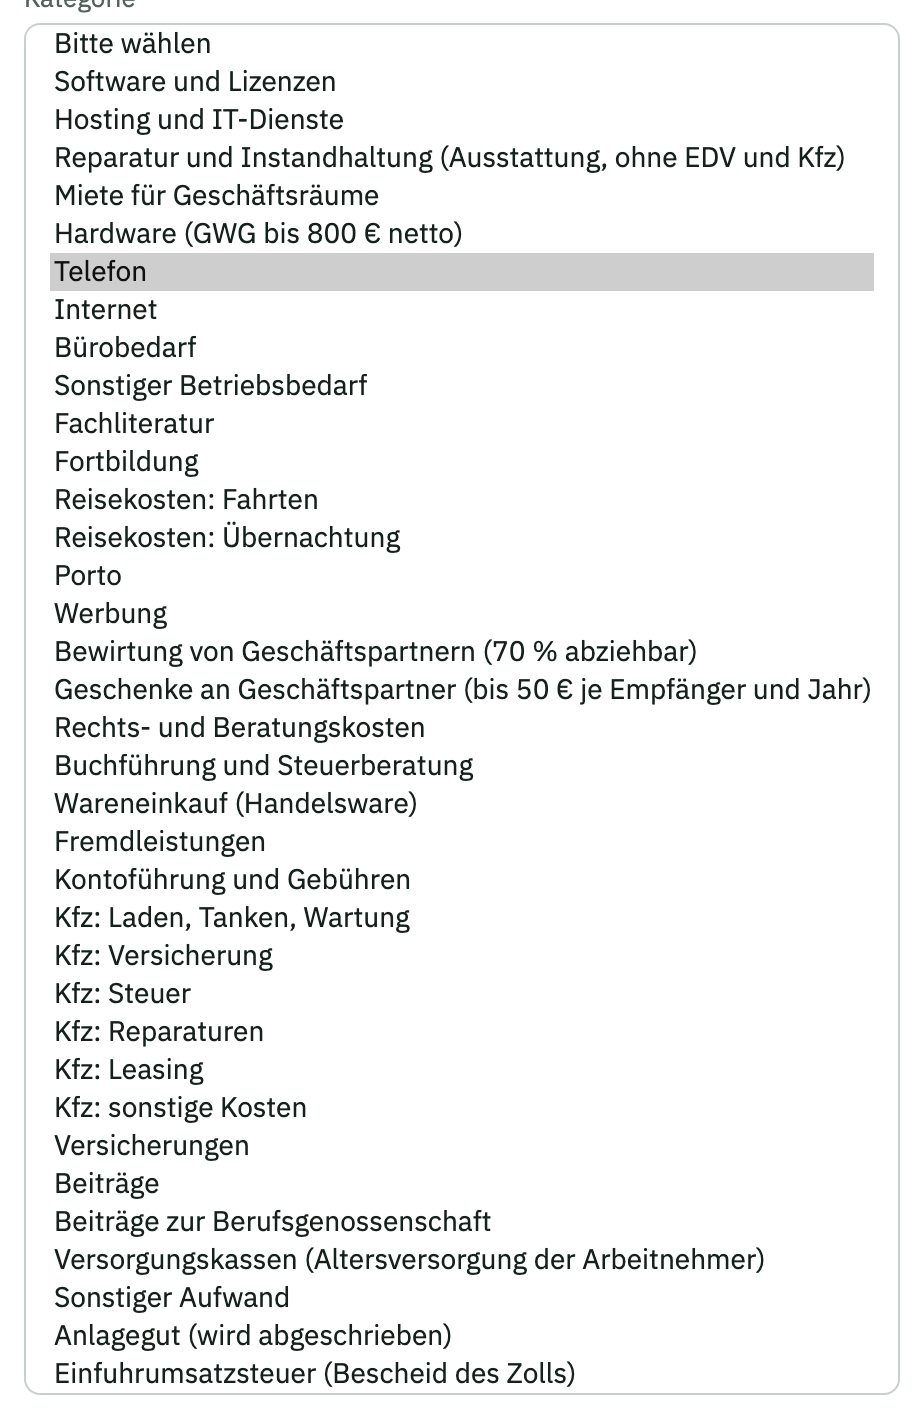 Kategorie
Bitte wählen
Software und Lizenzen
Hosting und IT-Dienste
Reparatur und Instandhaltung (Ausstattung, ohne EDV und Kfz)
Miete für Geschäftsräume
Hardware (GWG bis 800 € netto)
Telefon
Internet
Bürobedarf
Sonstiger Betriebsbedarf
Fachliteratur
Fortbildung
Reisekosten: Fahrten
Reisekosten: Übernachtung
Porto
Werbung
Bewirtung von Geschäftspartnern (70 % abziehbar)
Geschenke an Geschäftspartner (bis 50 € je Empfänger und Jahr)
Rechts- und Beratungskosten
Buchführung und Steuerberatung
Wareneinkauf (Handelsware)
Fremdleistungen
Kontoführung und Gebühren
Kfz: Laden, Tanken, Wartung
Kfz: Versicherung
Kfz: Steuer
Kfz: Reparaturen
Kfz: Leasing
Kfz: sonstige Kosten
Versicherungen
Beiträge
Beiträge zur Berufsgenossenschaft
Versorgungskassen (Altersversorgung der Arbeitnehmer)
Sonstiger Aufwand
Anlagegut (wird abgeschrieben)
Einfuhrumsatzsteuer (Bescheid des Zolls)